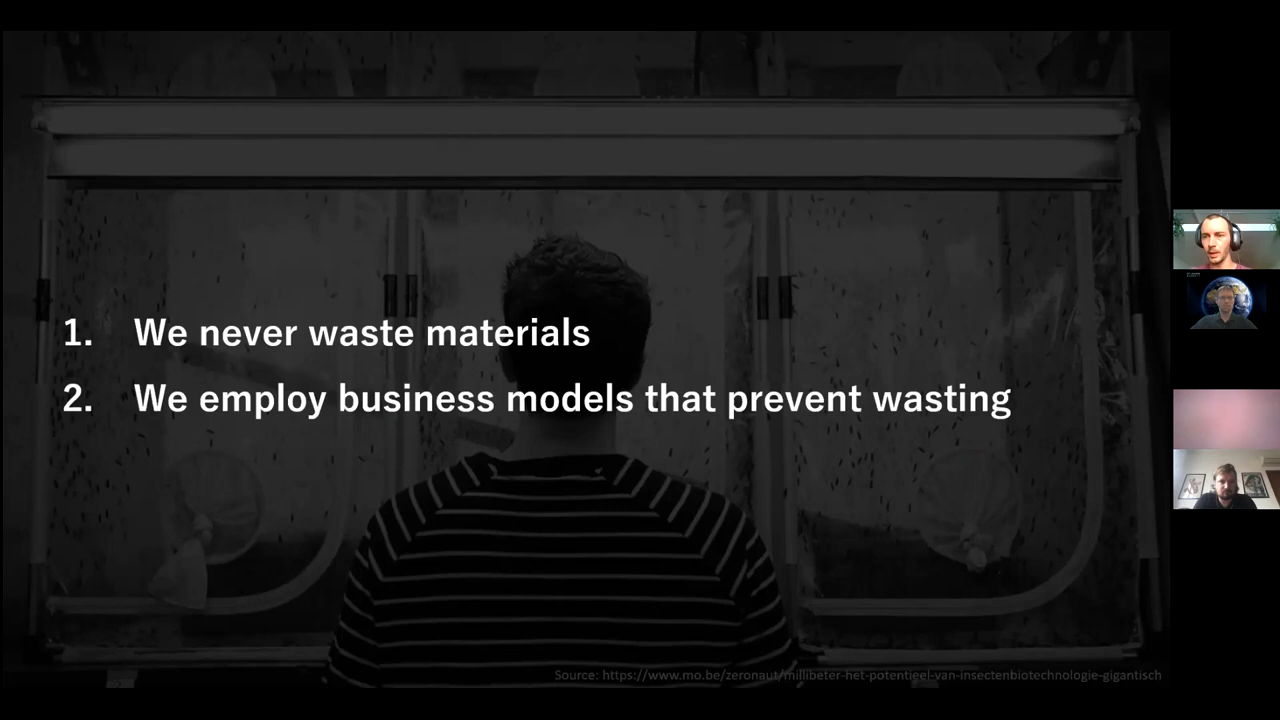 1. We never waste materials
2. We employ business models that prevent wasting
Source: https://www.mo.be/zeronaut/millibeter-het-potentieel-van-insectenbiotechnologie-gigantisch